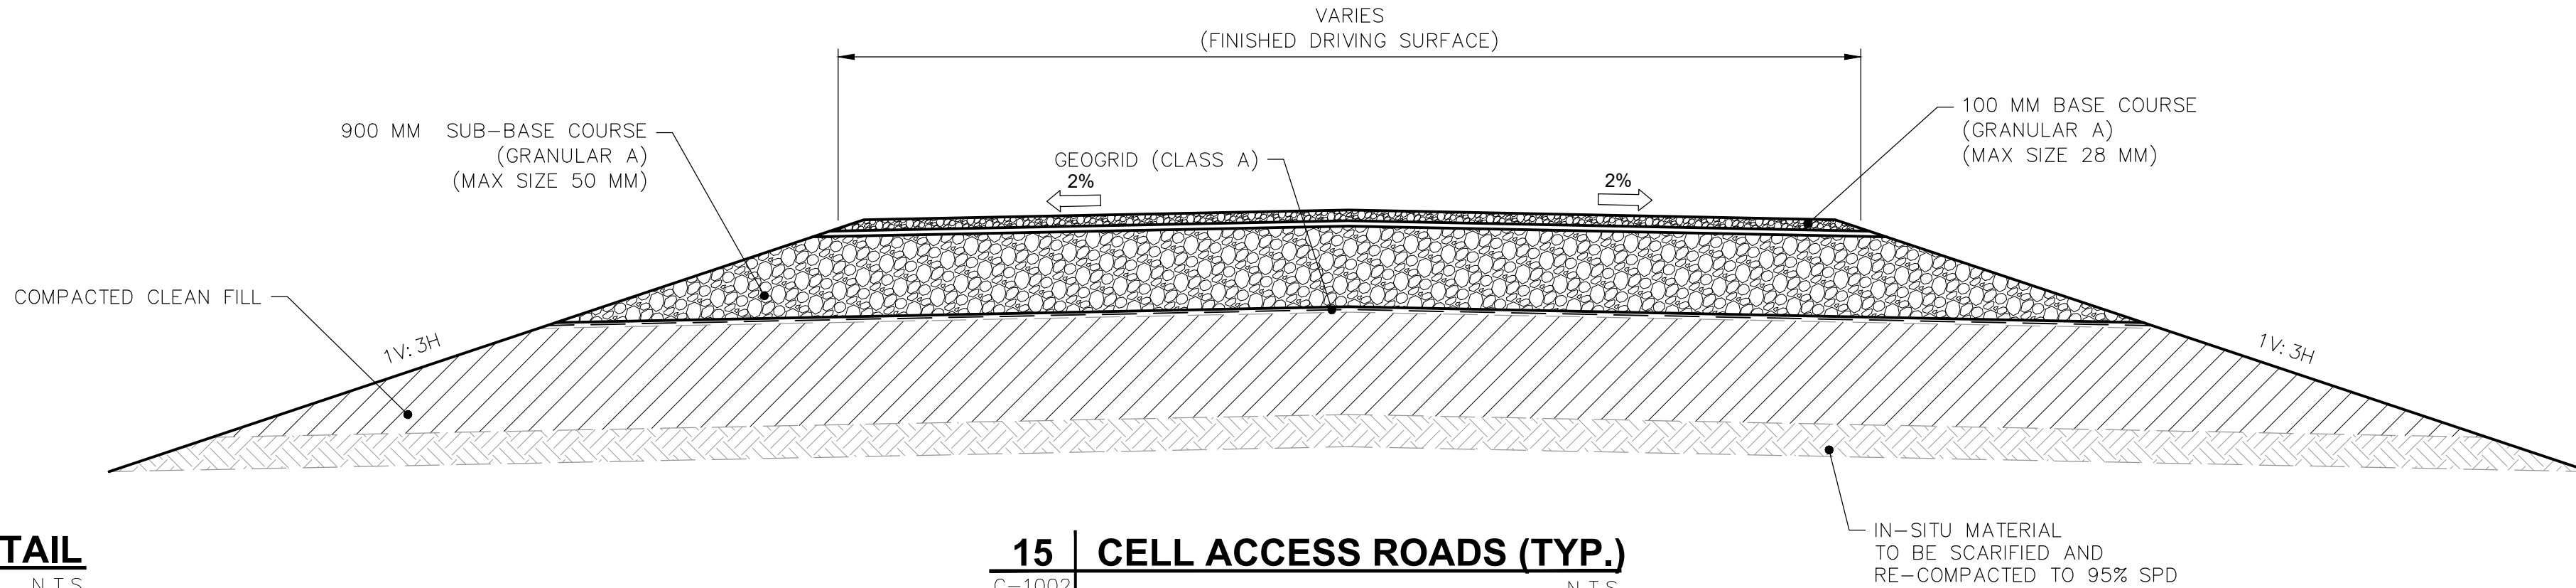 VARIES
(FINISHED DRIVING SURFACE)
900 MM SUB-BASE COURSE
(GRANULAR A)
(MAX SIZE 50 MM)
100 MM BASE COURSE
(GRANULAR A)
(MAX SIZE 28 MM)
GEOGRID (CLASS A)
2%
2%
COMPACTED CLEAN FILL
1V: 3H
1V: 3H
IN-SITU MATERIAL
TO BE SCARIFIED AND
RE-COMPACTED TO 95% SPD
TAIL
N.T.S.
15 CELL ACCESS ROADS (TYP.)
C-1002
N.T.S.